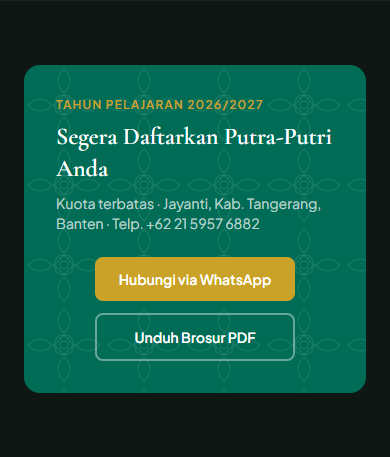 TAHUN PELAJARAN 2026/2027
Segera Daftarkan Putra-Putri
Anda
Kuota terbatas · Jayanti, Kab. Tangerang,
Banten · Telp. +62 21 5957 6882
Hubungi via WhatsApp
Unduh Brosur PDF